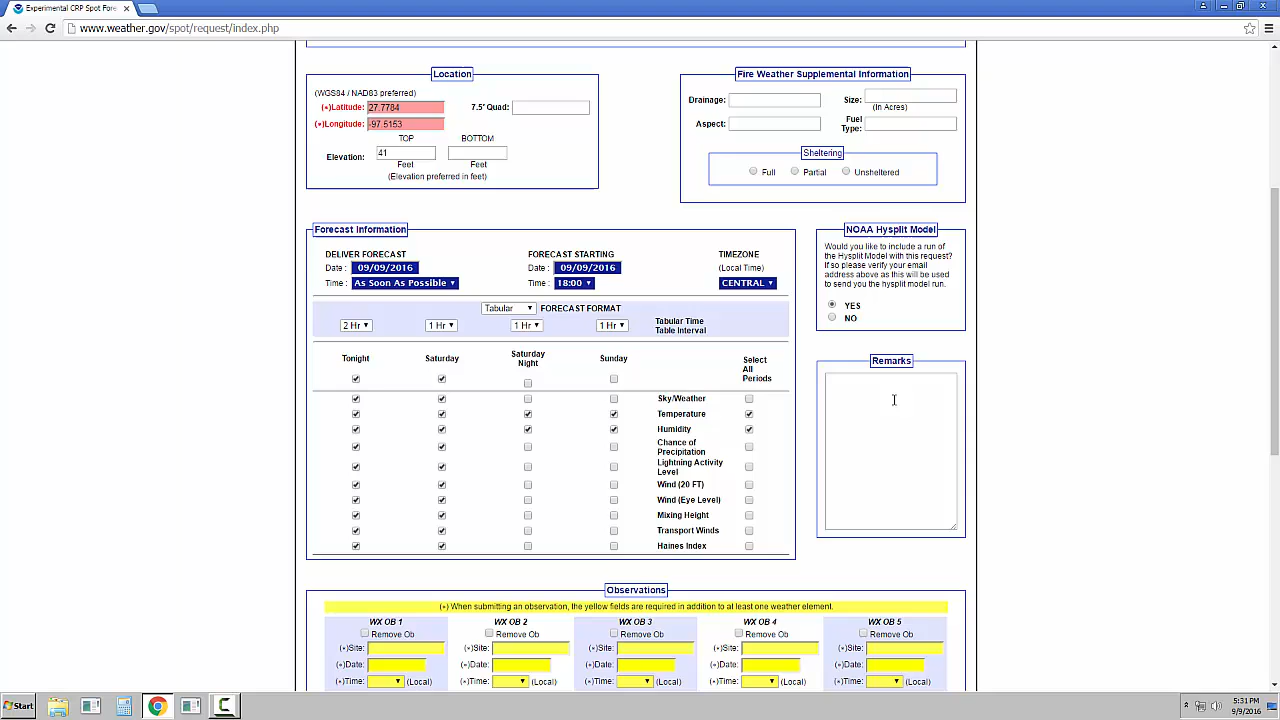 Experimental CRP Spot Fore
www.weather.gov/spot/request/index.php
Location
(WGS84 / NAD83 preferred)
(*)Latitude: 27.7784
7.5' Quad:
(*)Longitude: -97.5153
TOP BOTTOM
Elevation: 41
Feet Feet
(Elevation preferred in feet)
Fire Weather Supplemental Information
Drainage: Size:
(In Acres)
Aspect: Fuel Type:
Sheltering
Full Partial Unsheltered
Forecast Information
DELIVER FORECAST FORECAST STARTING TIMEZONE
Date : 09/09/2016 Date : 09/09/2016 (Local Time)
Time : As Soon As Possible Time : 18:00 CENTRAL
Tabular FORECAST FORMAT
2 Hr 1 Hr 1 Hr 1 Hr Tabular Time
Table Interval
Tonight Saturday Saturday Night Sunday Select All Periods
Sky/Weather
Temperature
Humidity
Chance of
Precipitation
Lightning Activity
Level
Wind (20 FT)
Wind (Eye Level)
Mixing Height
Transport Winds
Haines Index
NOAA Hysplit Model
Would you like to include a run of
the Hysplit Model with this request?
If so please verify your email
address above as this will be used
to send you the hysplit model run.
YES
NO
Remarks
Observations
(*) When submitting an observation, the yellow fields are required in addition to at least one weather element.
WX OB 1 WX OB 2 WX OB 3 WX OB 4 WX OB 5
Remove Ob Remove Ob Remove Ob Remove Ob Remove Ob
(*)Site: (*)Site: (*)Site: (*)Site: (*)Site:
(*)Date: (*)Date: (*)Date: (*)Date: (*)Date:
(*)Time: (Local) (*)Time: (Local) (*)Time: (Local) (*)Time: (Local) (*)Time: (Local)
Start
5:31 PM
9/9/2016